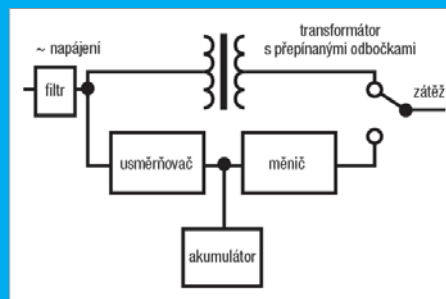 transformátor
s přepínanými odbočkami
~ napájení
filtr
zátěž
usměrňovač
měnič
akumulátor